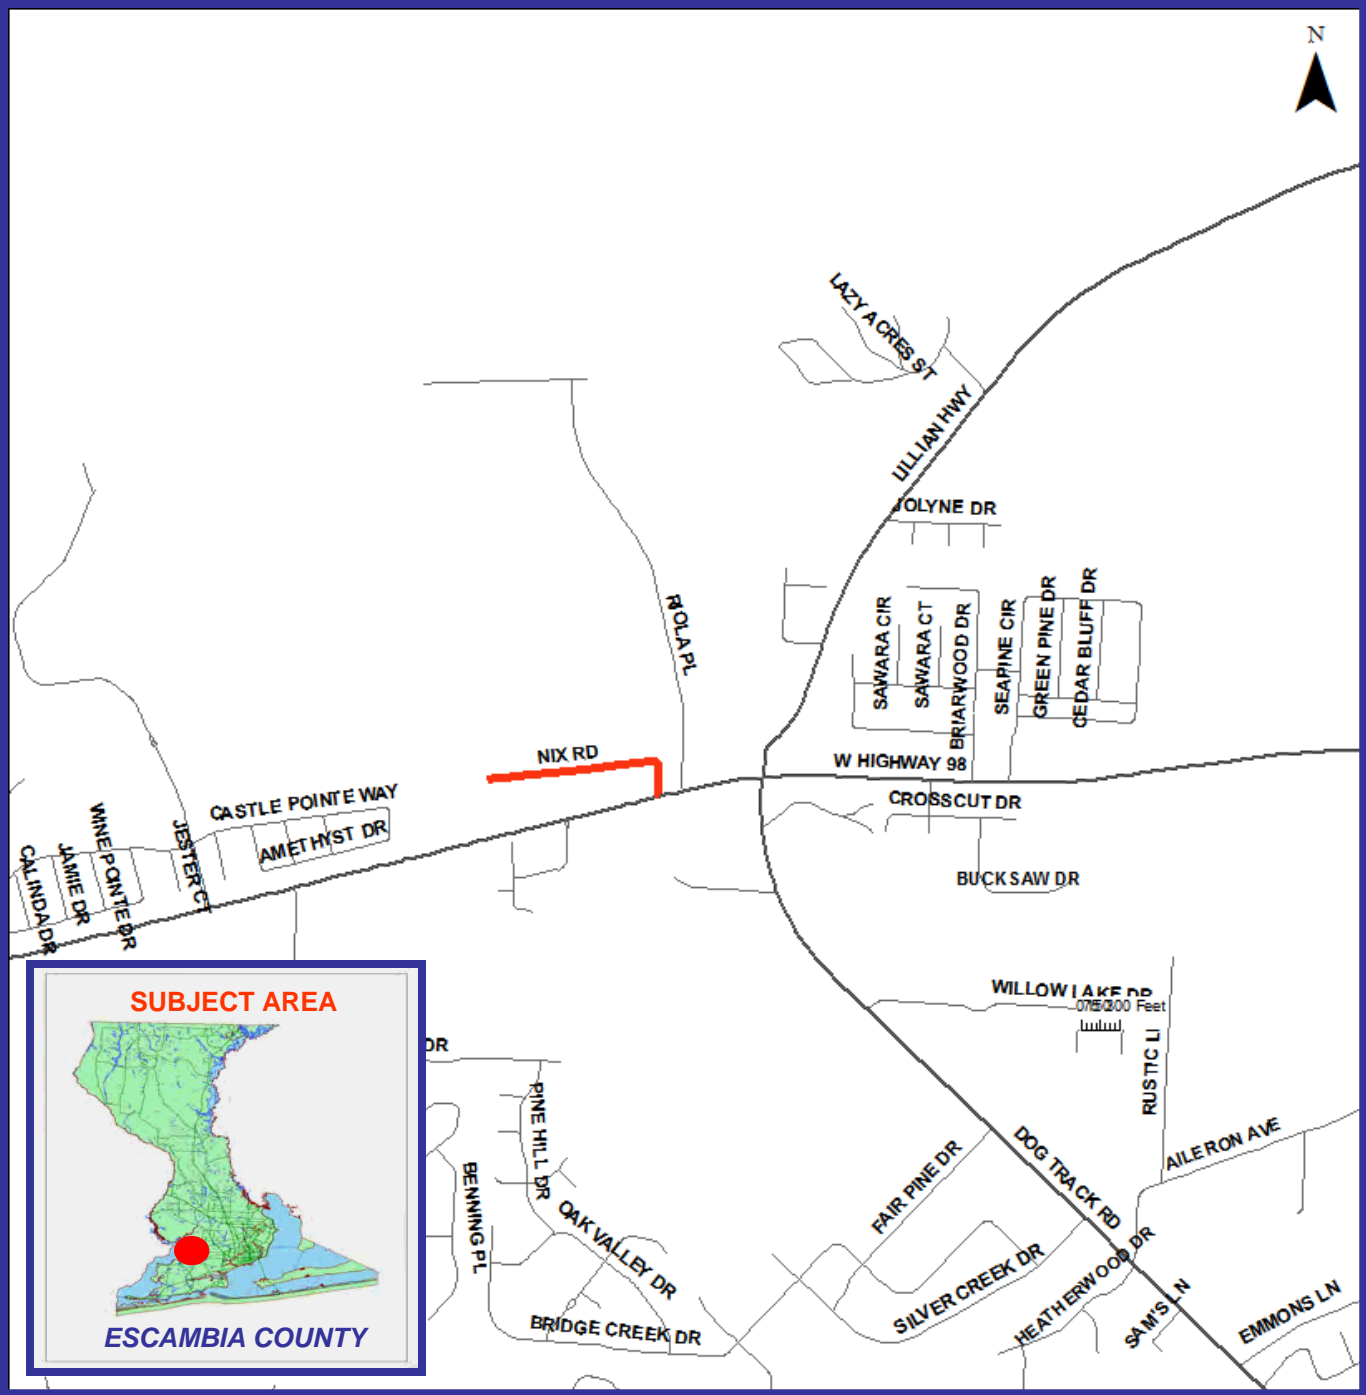 N
LAZY ACRES ST
LILLIAN HWY
JOLYNE DR
RIOLA PL
SAWARA CIR
SAWARA CT
BRIARWOOD DR
SEAPINE CIR
GREEN PINE DR
CEDAR BLUFF DR
NIX RD
W HIGHWAY 98
CASTLE POINTE WAY
CROSSCUT DR
AMETHYST DR
WINE POINTE DR
JESTER CT
JAMIE DR
CALINDA DR
BUCKSAW DR
WILLOW LAKE DR
300 Feet
SUBJECT AREA
DR
RUSTIC LI
PINE HILL DR
DOG TRACK RD
AILERON AVE
FAIR PINE DR
BENNING PL
OAK VALLEY DR
SILVER CREEK DR
HEATHERWOOD DR
SAM'S LN
EMMONS LN
BRIDGE CREEK DR
ESCAMBIA COUNTY